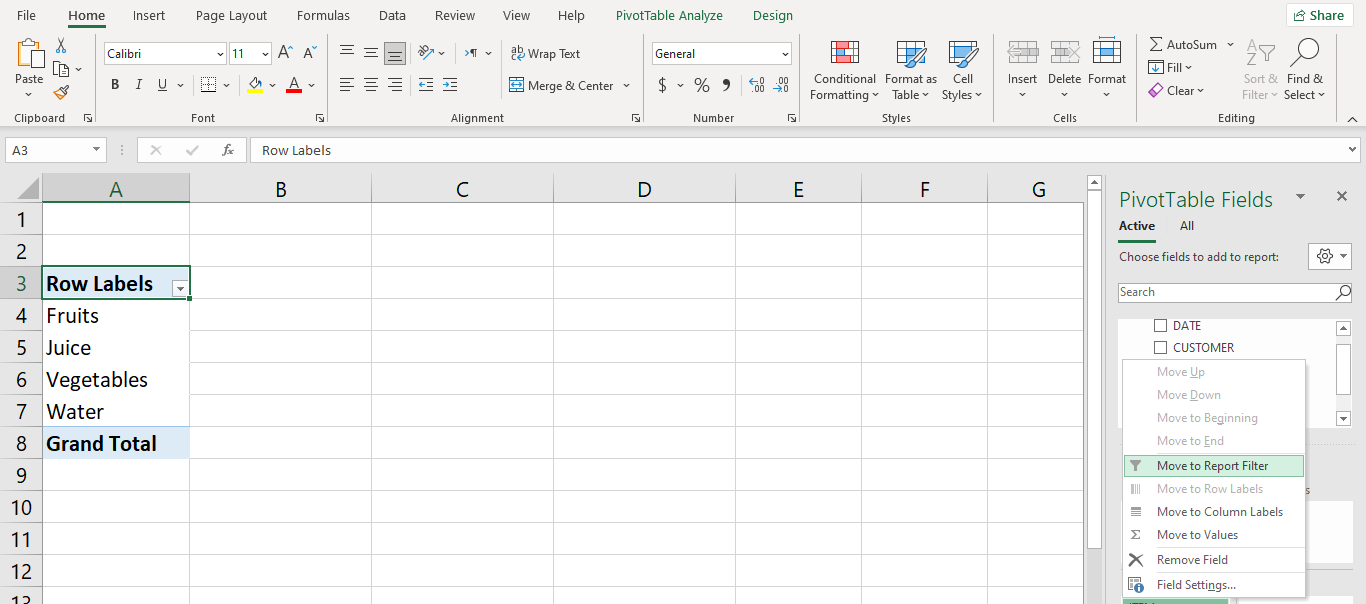 File Home Insert Page Layout Formulas Data Review View Help PivotTable Analyze Design Share
Calibri 11 A^ A˅ ab Wrap Text General AutoSum
Paste Conditional Formatting Format as Table Cell Styles Insert Delete Format Fill Sort & Filter Find & Select
B I U A Merge & Center $ % 9 .00 Clear
Clipboard Font Alignment Number Styles Cells Editing
A3 fx Row Labels
A B C D E F G
1
2
3 Row Labels
4 Fruits
5 Juice
6 Vegetables
7 Water
8 Grand Total
9
10
11
12
13
PivotTable Fields
Active All
Choose fields to add to report:
Search
DATE
CUSTOMER
Move Up
Move Down
Move to Beginning
Move to End
Move to Report Filter
Move to Row Labels
Move to Column Labels
Move to Values
Remove Field
Field Settings...